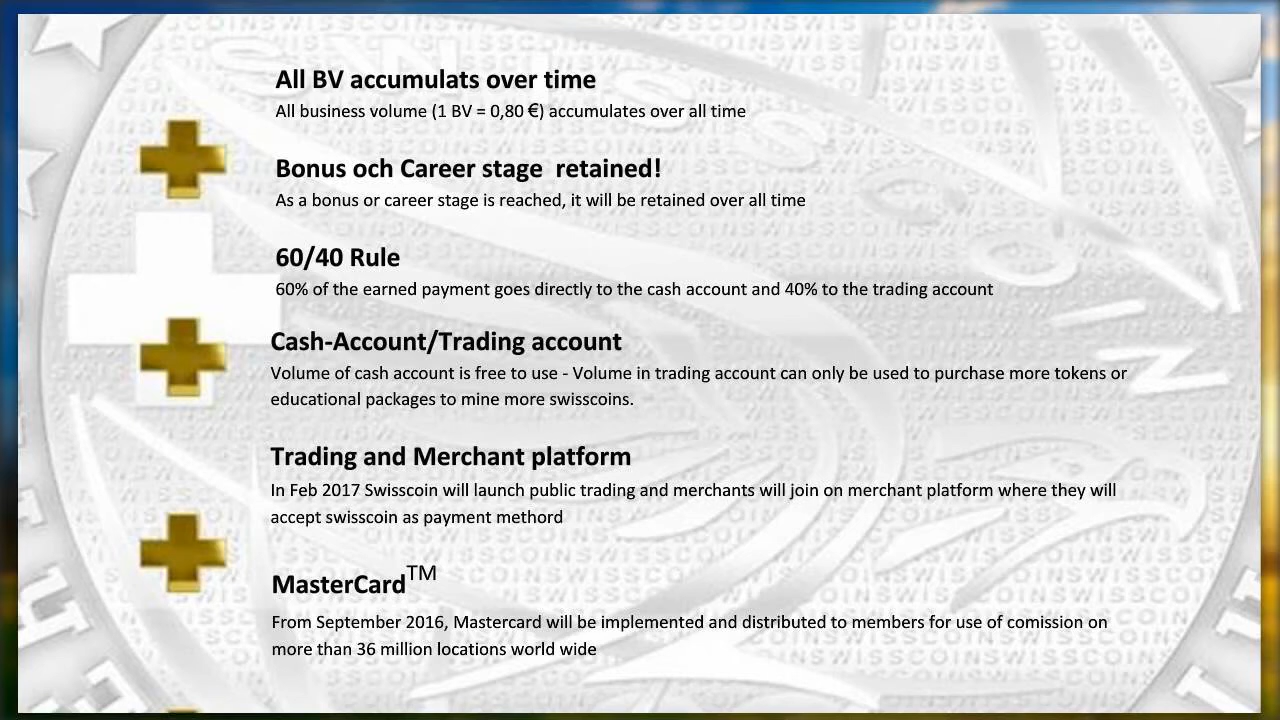 All BV accumulats over time
All business volume (1 BV = 0,80 €) accumulates over all time
Bonus och Career stage retained!
As a bonus or career stage is reached, it will be retained over all time
60/40 Rule
60% of the earned payment goes directly to the cash account and 40% to the trading account
Cash-Account/Trading account
Volume of cash account is free to use - Volume in trading account can only be used to purchase more tokens or
educational packages to mine more swisscoins.
Trading and Merchant platform
In Feb 2017 Swisscoin will launch public trading and merchants will join on merchant platform where they will
accept swisscoin as payment methord
MasterCard™
From September 2016, Mastercard will be implemented and distributed to members for use of comission on
more than 36 million locations world wide